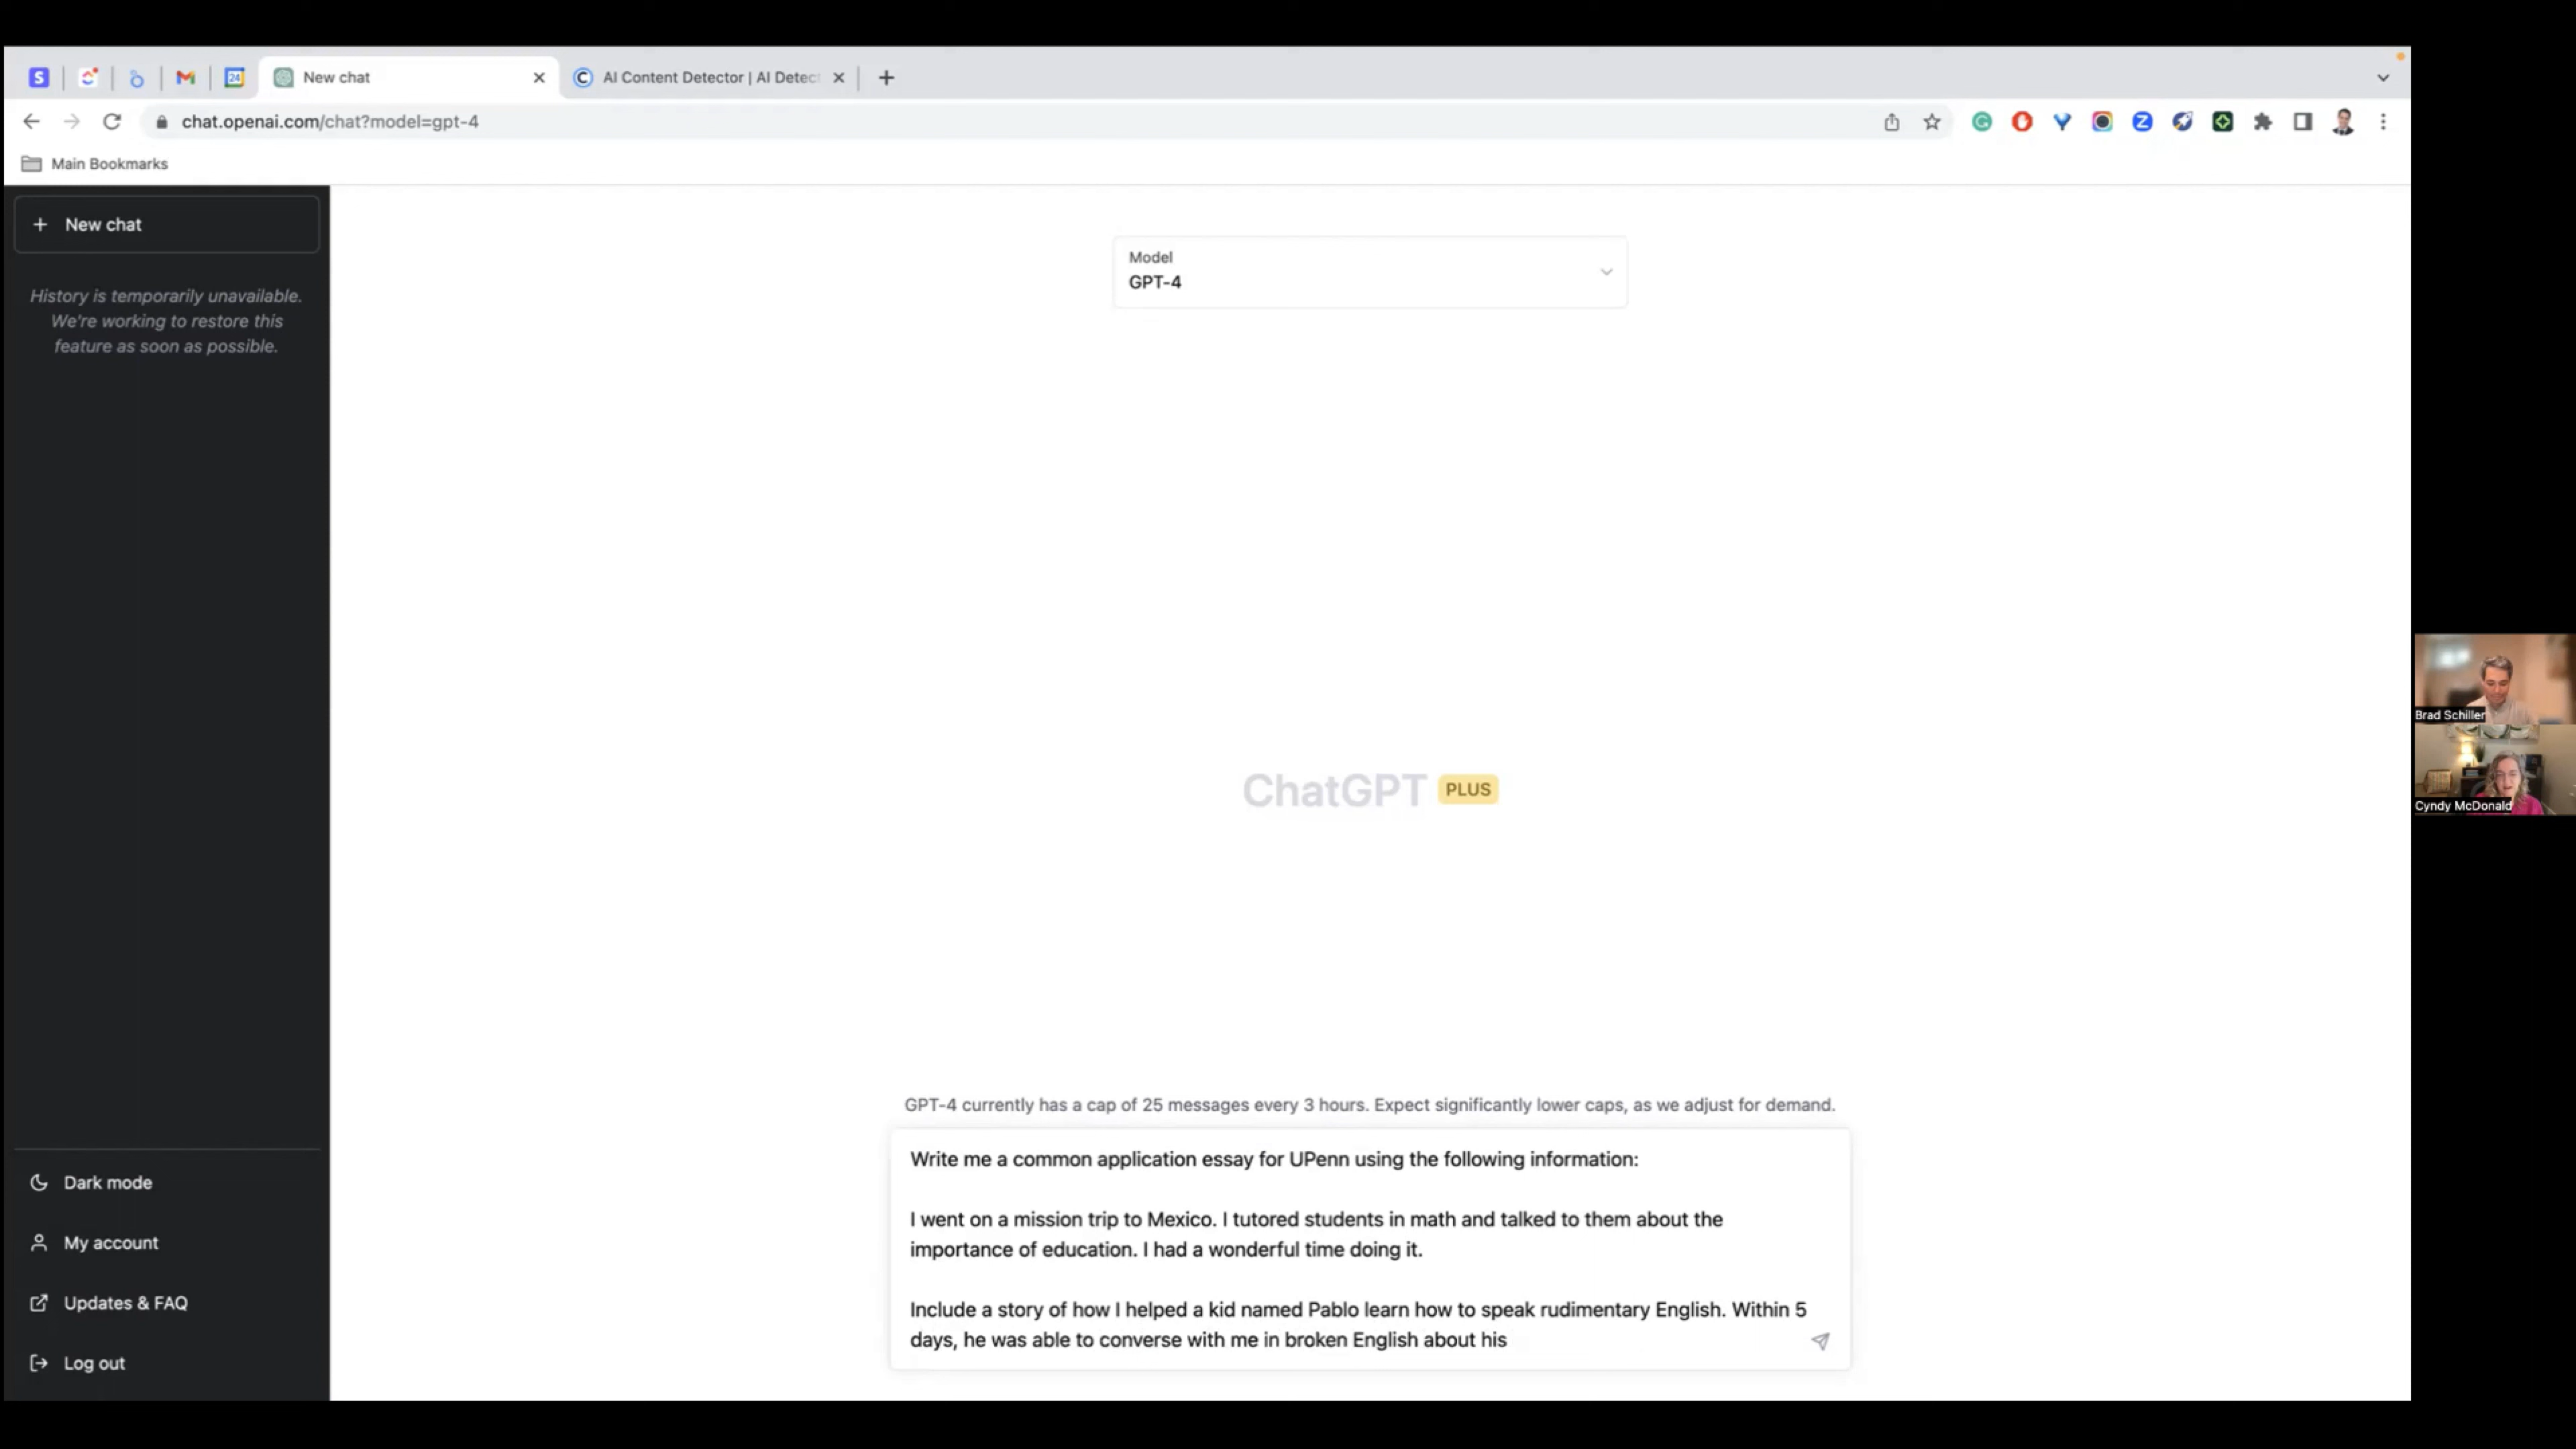 S
24
New chat
AI Content Detector | AI Detect
chat.openai.com/chat?model=gpt-4
Main Bookmarks
New chat
History is temporarily unavailable.
We're working to restore this
feature as soon as possible.
Model
GPT-4
ChatGPT PLUS
Brad Schiller
Cyndy McDonald
GPT-4 currently has a cap of 25 messages every 3 hours. Expect significantly lower caps, as we adjust for demand.
Write me a common application essay for UPenn using the following information:
I went on a mission trip to Mexico. I tutored students in math and talked to them about the
importance of education. I had a wonderful time doing it.
Include a story of how I helped a kid named Pablo learn how to speak rudimentary English. Within 5
days, he was able to converse with me in broken English about his
Dark mode
My account
Updates & FAQ
Log out